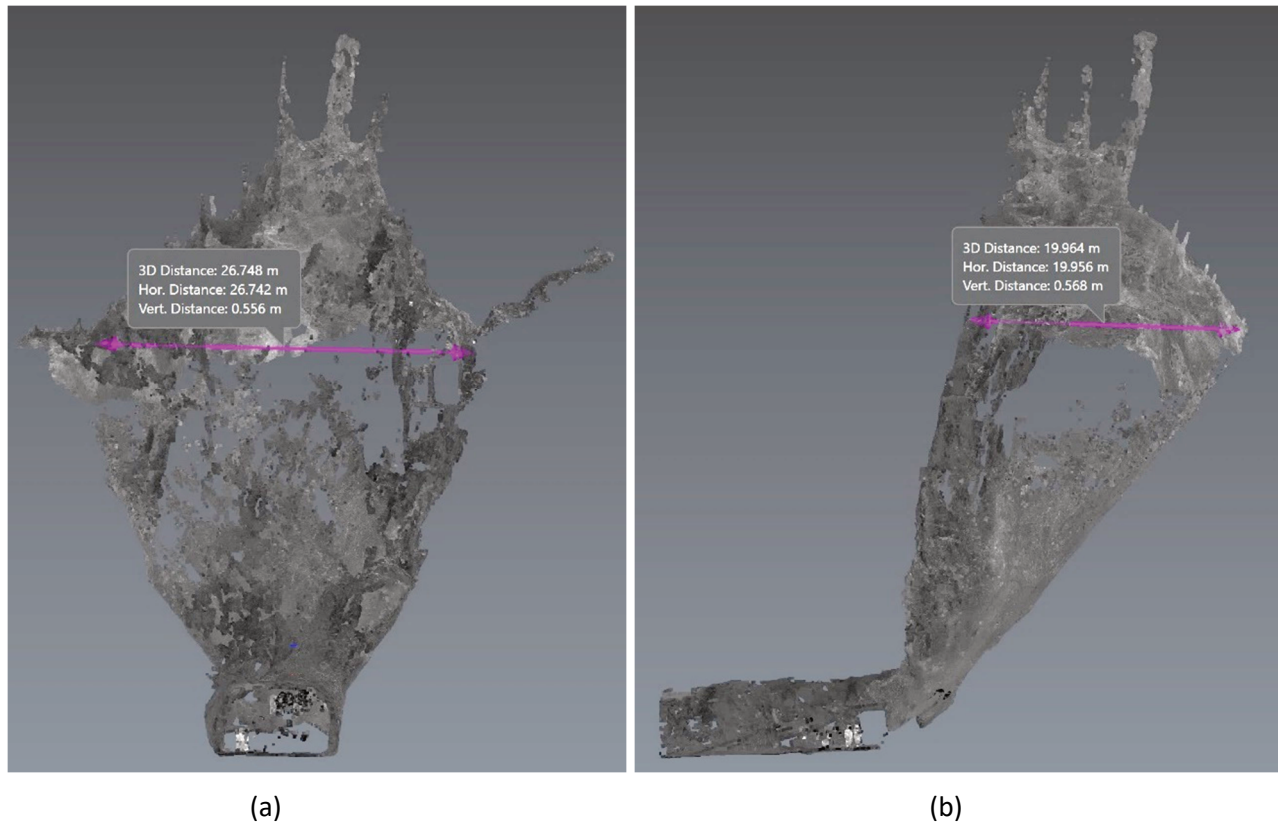 3D Distance: 26.748 m
Hor. Distance: 26.742 m
Vert. Distance: 0.556 m
3D Distance: 19.964 m
Hor. Distance: 19.956 m
Vert. Distance: 0.568 m
(a)
(b)